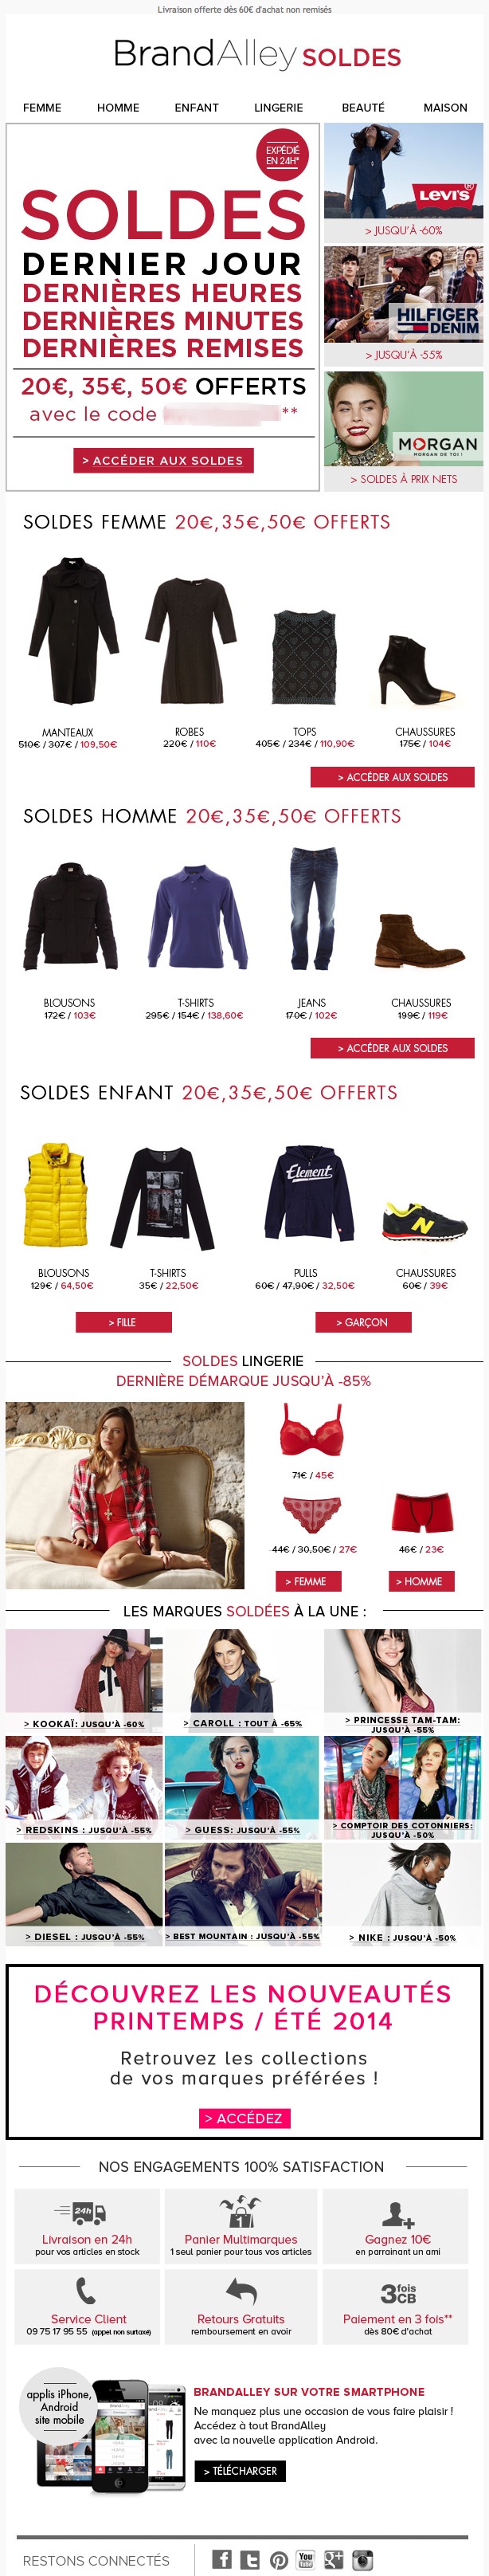 Livraison offerte dès 60€ d'achat non remisés
BrandAlley SOLDES
FEMME HOMME ENFANT LINGERIE BEAUTÉ MAISON
EXPÉDIÉ
EN 24H*
SOLDES
DERNIER JOUR
DERNIÈRES HEURES
DERNIÈRES MINUTES
DERNIÈRES REMISES
20€, 35€, 50€ OFFERTS
avec le code **
> ACCÉDER AUX SOLDES
LEVI'S®
> JUSQU'À -60%
HILFIGER
DENIM
> JUSQU'À -55%
MORGAN
MORGAN DE TOI !
> SOLDES À PRIX NETS
SOLDES FEMME 20€,35€,50€ OFFERTS
MANTEAUX ROBES TOPS CHAUSSURES
510€ / 307€ / 109,50€ 220€ / 110€ 405€ / 234€ / 110,90€ 175€ / 104€
> ACCÉDER AUX SOLDES
SOLDES HOMME 20€,35€,50€ OFFERTS
BLOUSONS T-SHIRTS JEANS CHAUSSURES
172€ / 103€ 295€ / 154€ / 138,60€ 170€ / 102€ 199€ / 119€
> ACCÉDER AUX SOLDES
SOLDES ENFANT 20€,35€,50€ OFFERTS
Element
N
BLOUSONS T-SHIRTS PULLS CHAUSSURES
129€ / 64,50€ 35€ / 22,50€ 60€ / 47,90€ / 32,50€ 60€ / 39€
> FILLE > GARÇON
SOLDES LINGERIE
DERNIÈRE DÉMARQUE JUSQU'À -85%
71€ / 45€
44€ / 30,50€ / 27€ 46€ / 23€
> FEMME > HOMME
LES MARQUES SOLDÉES À LA UNE :
> KOOKAÏ: JUSQU'À -60%
> CAROLL : TOUT À -65%
> PRINCESSE TAM-TAM:
JUSQU'À -55%
> REDSKINS : JUSQU'À -55%
> GUESS: JUSQU'À -55%
> COMPTOIR DES COTONNIERS:
JUSQU'À -50%
> DIESEL : JUSQU'À -55%
> BEST MOUNTAIN : JUSQU'À -55%
> NIKE : JUSQU'À -50%
DÉCOUVREZ LES NOUVEAUTÉS
PRINTEMPS / ÉTÉ 2014
Retrouvez les collections
de vos marques préférées !
> ACCÉDEZ
NOS ENGAGEMENTS 100% SATISFACTION
24h
Livraison en 24h
pour vos articles en stock
Panier Multimarques
1 seul panier pour tous vos articles
Gagnez 10€
en parrainant un ami
Service Client
09 75 17 95 55 (appel non surtaxé)
Retours Gratuits
remboursement en avoir
3 fois
CB
Paiement en 3 fois**
dès 80€ d'achat
applis iPhone,
Android
site mobile
BRANDALLEY SUR VOTRE SMARTPHONE
Ne manquez plus une occasion de vous faire plaisir !
Accédez à tout BrandAlley
avec la nouvelle application Android.
> TÉLÉCHARGER
RESTONS CONNECTÉS
You
Tube